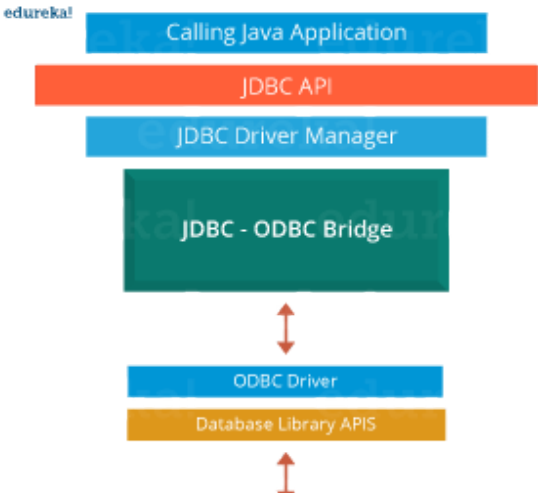 edureka!
Calling Java Application
JDBC API
JDBC Driver Manager
JDBC - ODBC Bridge
ODBC Driver
Database Library APIS